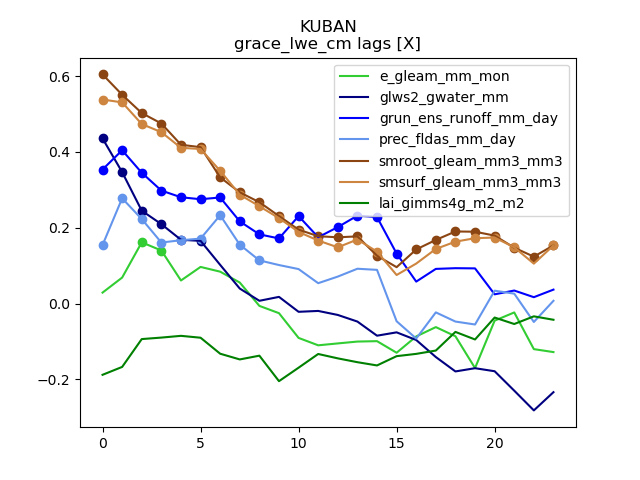 KUBAN
grace_lwe_cm lags [X]
e_gleam_mm_mon
glws2_gwater_mm
grun_ens_runoff_mm_day
prec_fldas_mm_day
smroot_gleam_mm3_mm3
smsurf_gleam_mm3_mm3
lai_gimms4g_m2_m2
0.6
0.4
0.2
0.0
−0.2
0 5 10 15 20